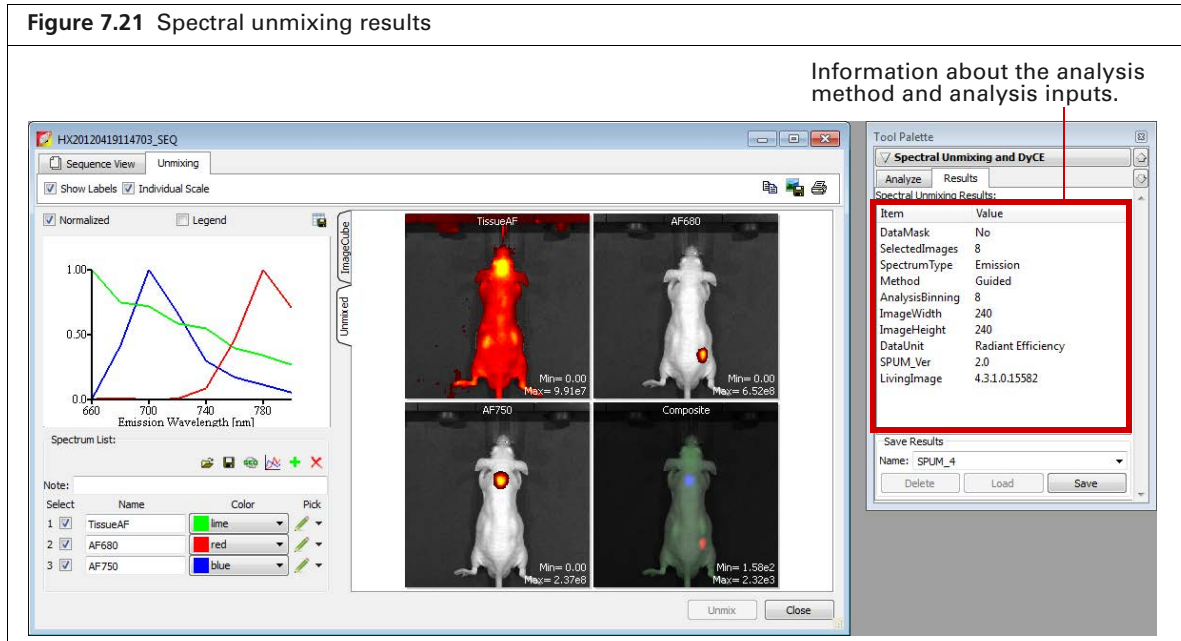 Figure 7.21 Spectral unmixing results
Information about the analysis
method and analysis inputs.
HX20120419114703_SEQ
Sequence View Unmixing
Show Labels Individual Scale
Normalized Legend
1.00
0.50
0.0
660 700 740 780
Emission Wavelength [nm]
Spectrum List:
SEQ
Note:
Select Name Color Pick
1 TissueAF lime
2 AF680 red
3 AF750 blue
ImageCube
Unmixed
TissueAF
Min= 0.00
Max= 9.91e7
AF680
Min= 0.00
Max= 6.52e8
AF750
Min= 0.00
Max= 2.37e8
Composite
Min= 1.58e2
Max= 2.32e3
Unmix Close
Tool Palette
Spectral Unmixing and DyCE
Analyze Results
Spectral Unmixing Results:
Item Value
DataMask No
SelectedImages 8
SpectrumType Emission
Method Guided
AnalysisBinning 8
ImageWidth 240
ImageHeight 240
DataUnit Radiant Efficiency
SPUM_Ver 2.0
LivingImage 4.3.1.0.15582
Save Results
Name: SPUM_4
Delete Load Save